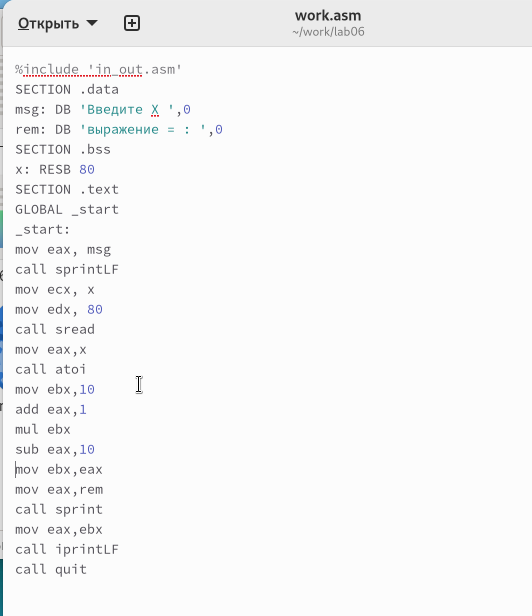 Открыть
work.asm
~/work/lab06
%include 'in_out.asm'
SECTION .data
msg: DB 'Введите X ',0
rem: DB 'выражение = : ',0
SECTION .bss
x: RESB 80
SECTION .text
GLOBAL _start
_start:
mov eax, msg
call sprintLF
mov ecx, x
mov edx, 80
call sread
mov eax,x
call atoi
mov ebx,10
add eax,1
mul ebx
sub eax,10
mov ebx,eax
mov eax,rem
call sprint
mov eax,ebx
call iprintLF
call quit